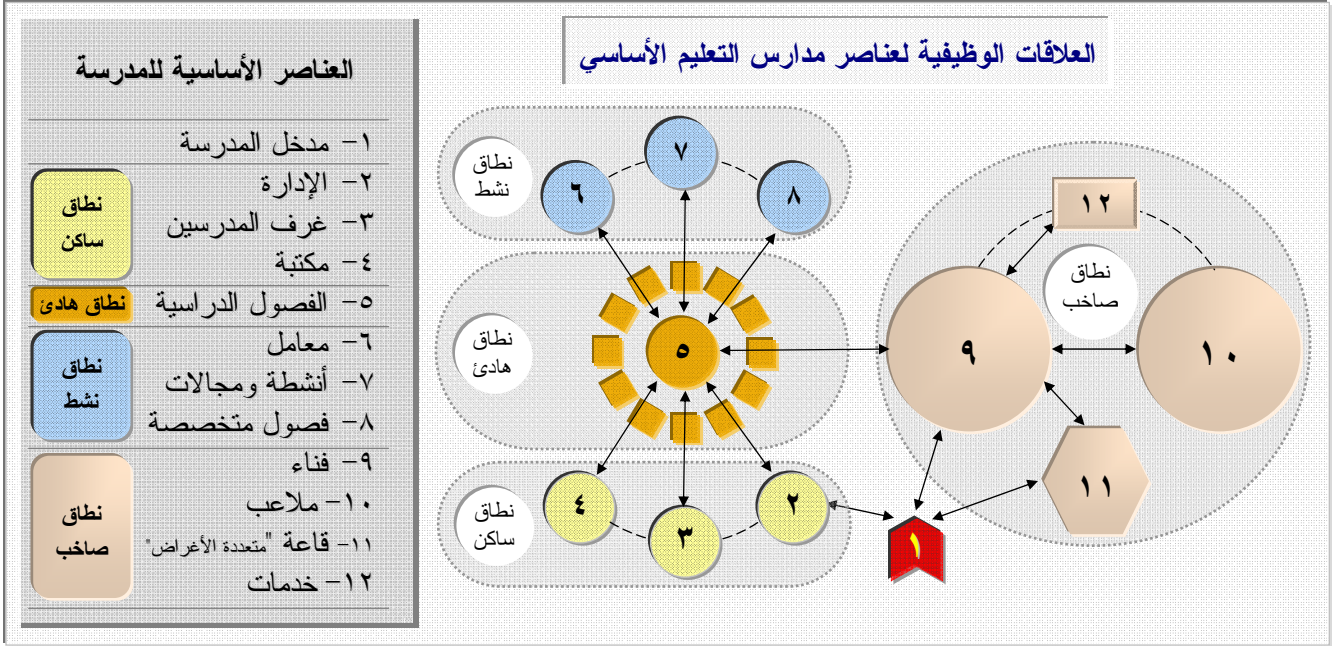 العلاقات الوظيفية لعناصر مدارس التعليم الأساسي
العناصر الأساسية للمدرسة
١- مدخل المدرسة
٢- الإدارة
٣- غرف المدرسين
٤- مكتبة
نطاق
ساكن
٥- الفصول الدراسية
نطاق هادئ
٦- معامل
٧- أنشطة ومجالات
٨- فصول متخصصة
نطاق
نشط
٩- فناء
١٠- ملاعب
١١- قاعة "متعددة الأغراض"
١٢- خدمات
نطاق
صاخب
نطاق
نشط
٦
٧
٨
نطاق
هادئ
٥
نطاق
ساكن
٤
٣
٢
١
١٢
نطاق
صاخب
٩
١٠
١١